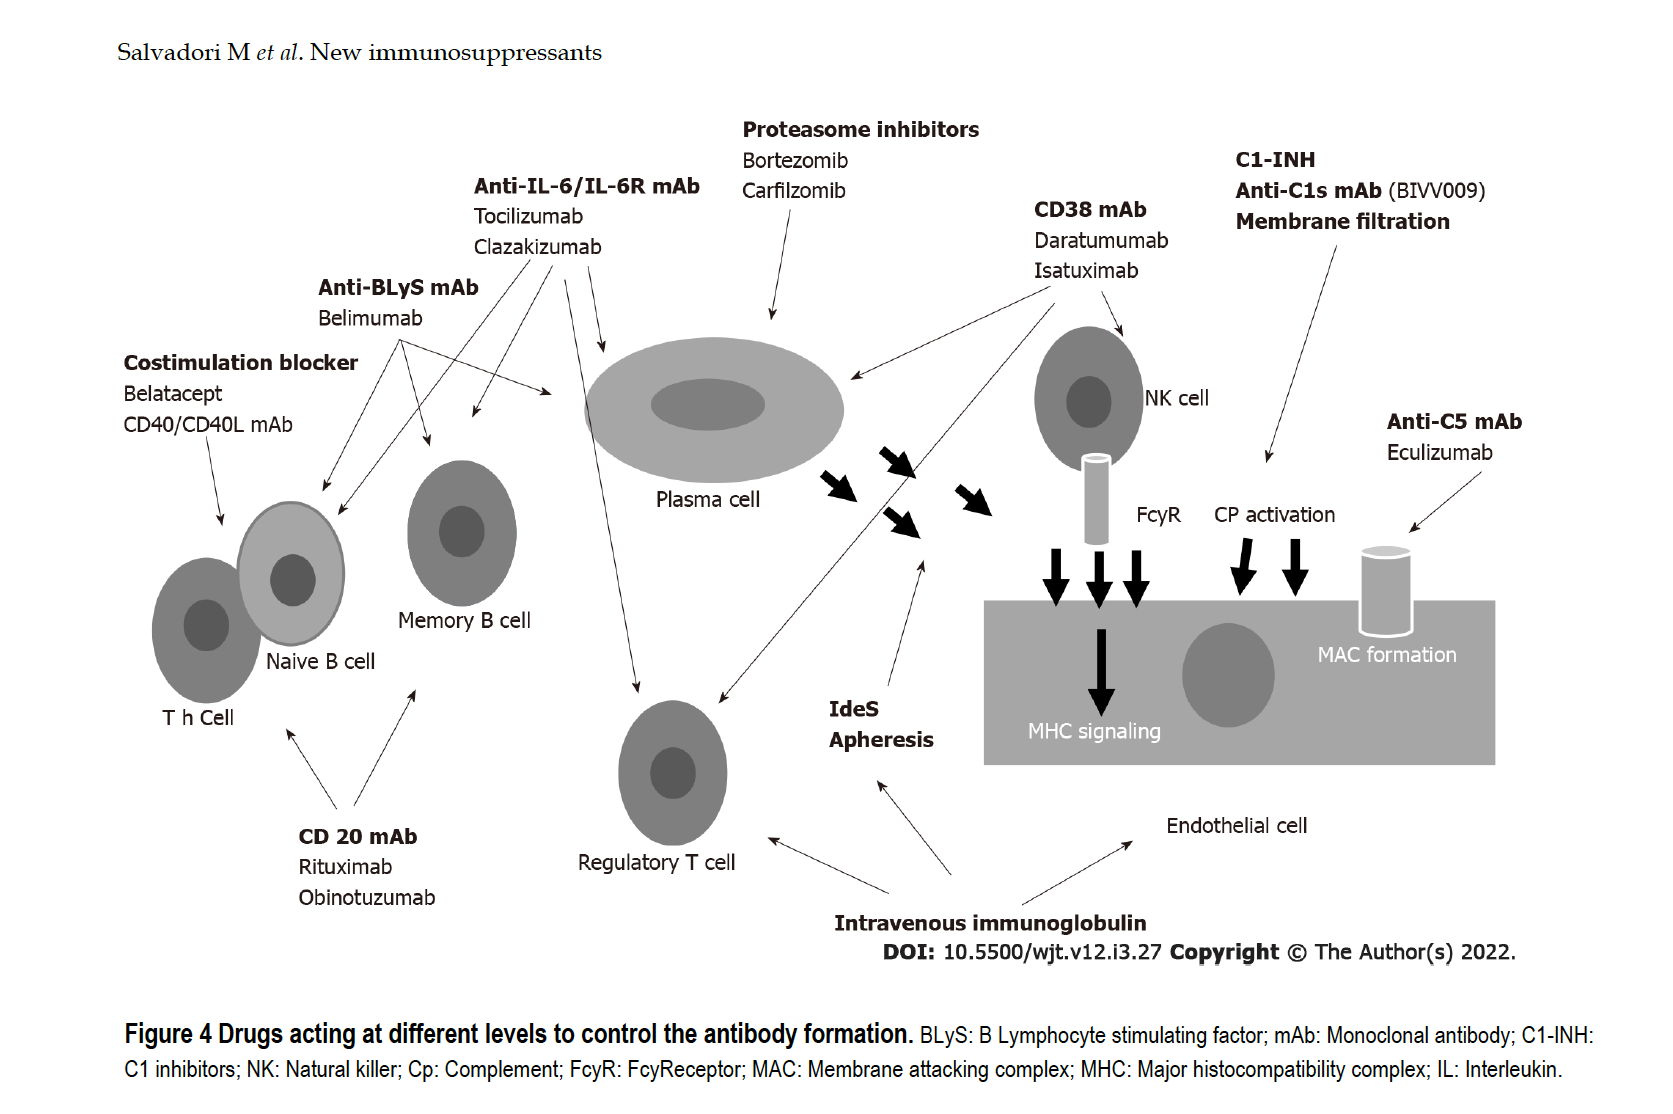 Salvadori M et al. New immunosuppressants
Proteasome inhibitors
Bortezomib
Carfilzomib
Anti-IL-6/IL-6R mAb
Tocilizumab
Clazakizumab
C1-INH
Anti-C1s mAb (BIVV009)
Membrane filtration
CD38 mAb
Daratumumab
Isatuximab
Anti-BLyS mAb
Belimumab
Costimulation blocker
Belatacept
CD40/CD40L mAb
NK cell
Anti-C5 mAb
Eculizumab
Plasma cell
FcyR
CP activation
Memory B cell
Naive B cell
T h Cell
MAC formation
MHC signaling
IdeS
Apheresis
CD 20 mAb
Rituximab
Obinotuzumab
Regulatory T cell
Endothelial cell
Intravenous immunoglobulin
DOI: 10.5500/wjt.v12.i3.27 Copyright © The Author(s) 2022.
Figure 4 Drugs acting at different levels to control the antibody formation. BLyS: B Lymphocyte stimulating factor; mAb: Monoclonal antibody; C1-INH:
C1 inhibitors; NK: Natural killer; Cp: Complement; FcyR: FcyReceptor; MAC: Membrane attacking complex; MHC: Major histocompatibility complex; IL: Interleukin.